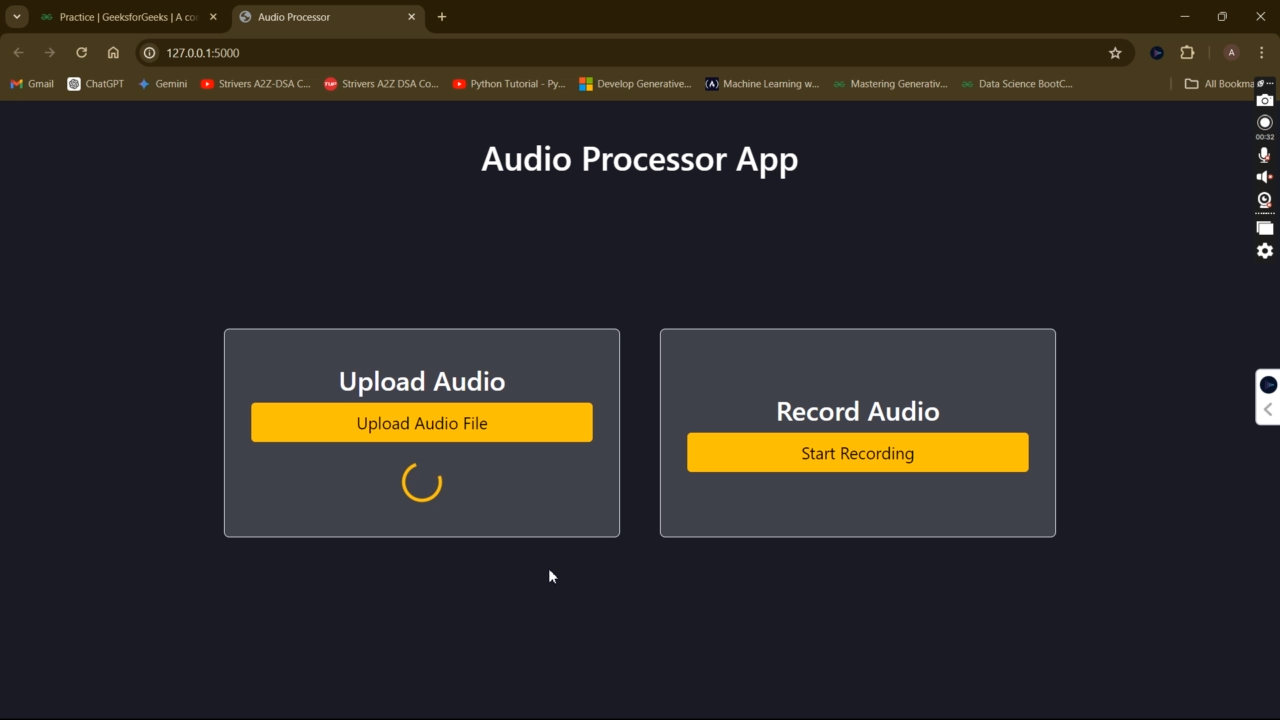 Practice | GeeksforGeeks | A co
Audio Processor
127.0.0.1:5000
A
Gmail
ChatGPT
Gemini
Strivers A2Z-DSA C...
TUF
Strivers A2Z DSA Co...
Python Tutorial - Py...
Develop Generative...
Machine Learning w...
Mastering Generativ...
Data Science BootC...
All Bookma
00:32
Audio Processor App
Upload Audio
Upload Audio File
Record Audio
Start Recording